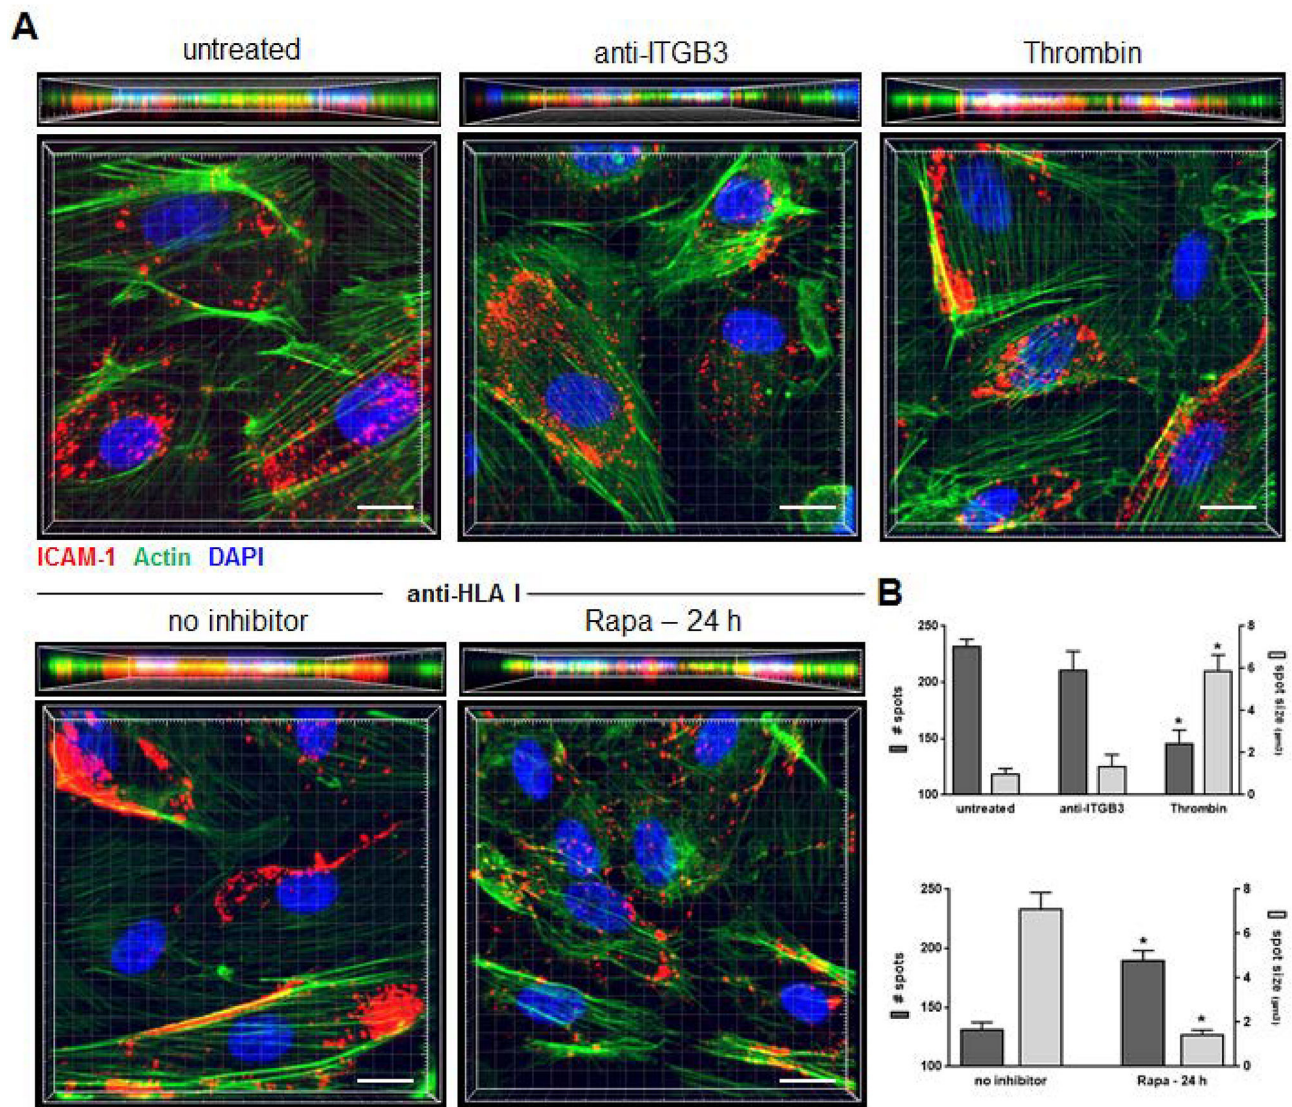 A
untreated
anti-ITGB3
Thrombin
ICAM-1 Actin DAPI
anti-HLA I
no inhibitor
Rapa – 24 h
B
250
200
150
100
# spots
8
6
4
2
0
spot size (µm3)
*
*
untreated
anti-ITGB3
Thrombin
250
200
150
100
# spots
8
6
4
2
0
spot size (µm3)
*
*
no inhibitor
Rapa - 24 h